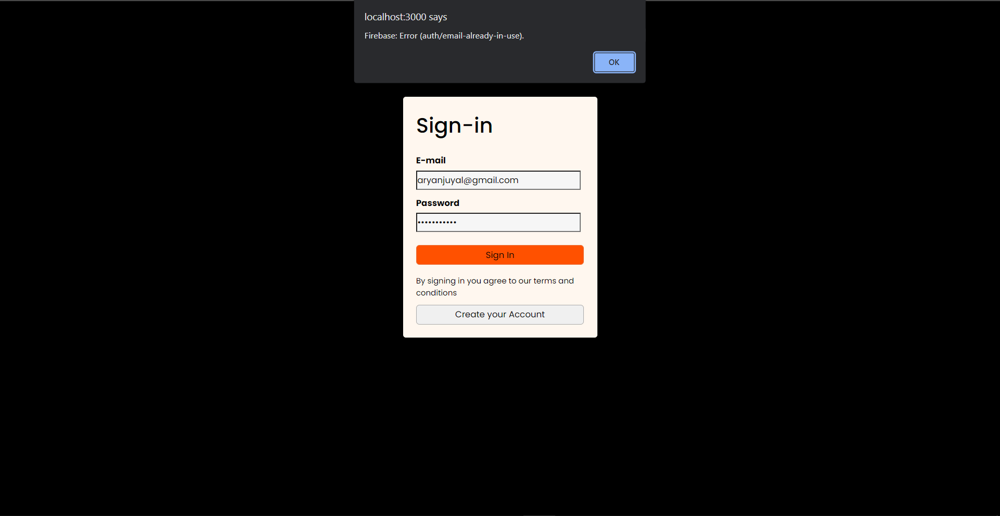 localhost:3000 says
Firebase: Error (auth/email-already-in-use).
OK
Sign-in
E-mail
aryanjuyal@gmail.com
Password
•••••••••••
Sign In
By signing in you agree to our terms and
conditions
Create your Account